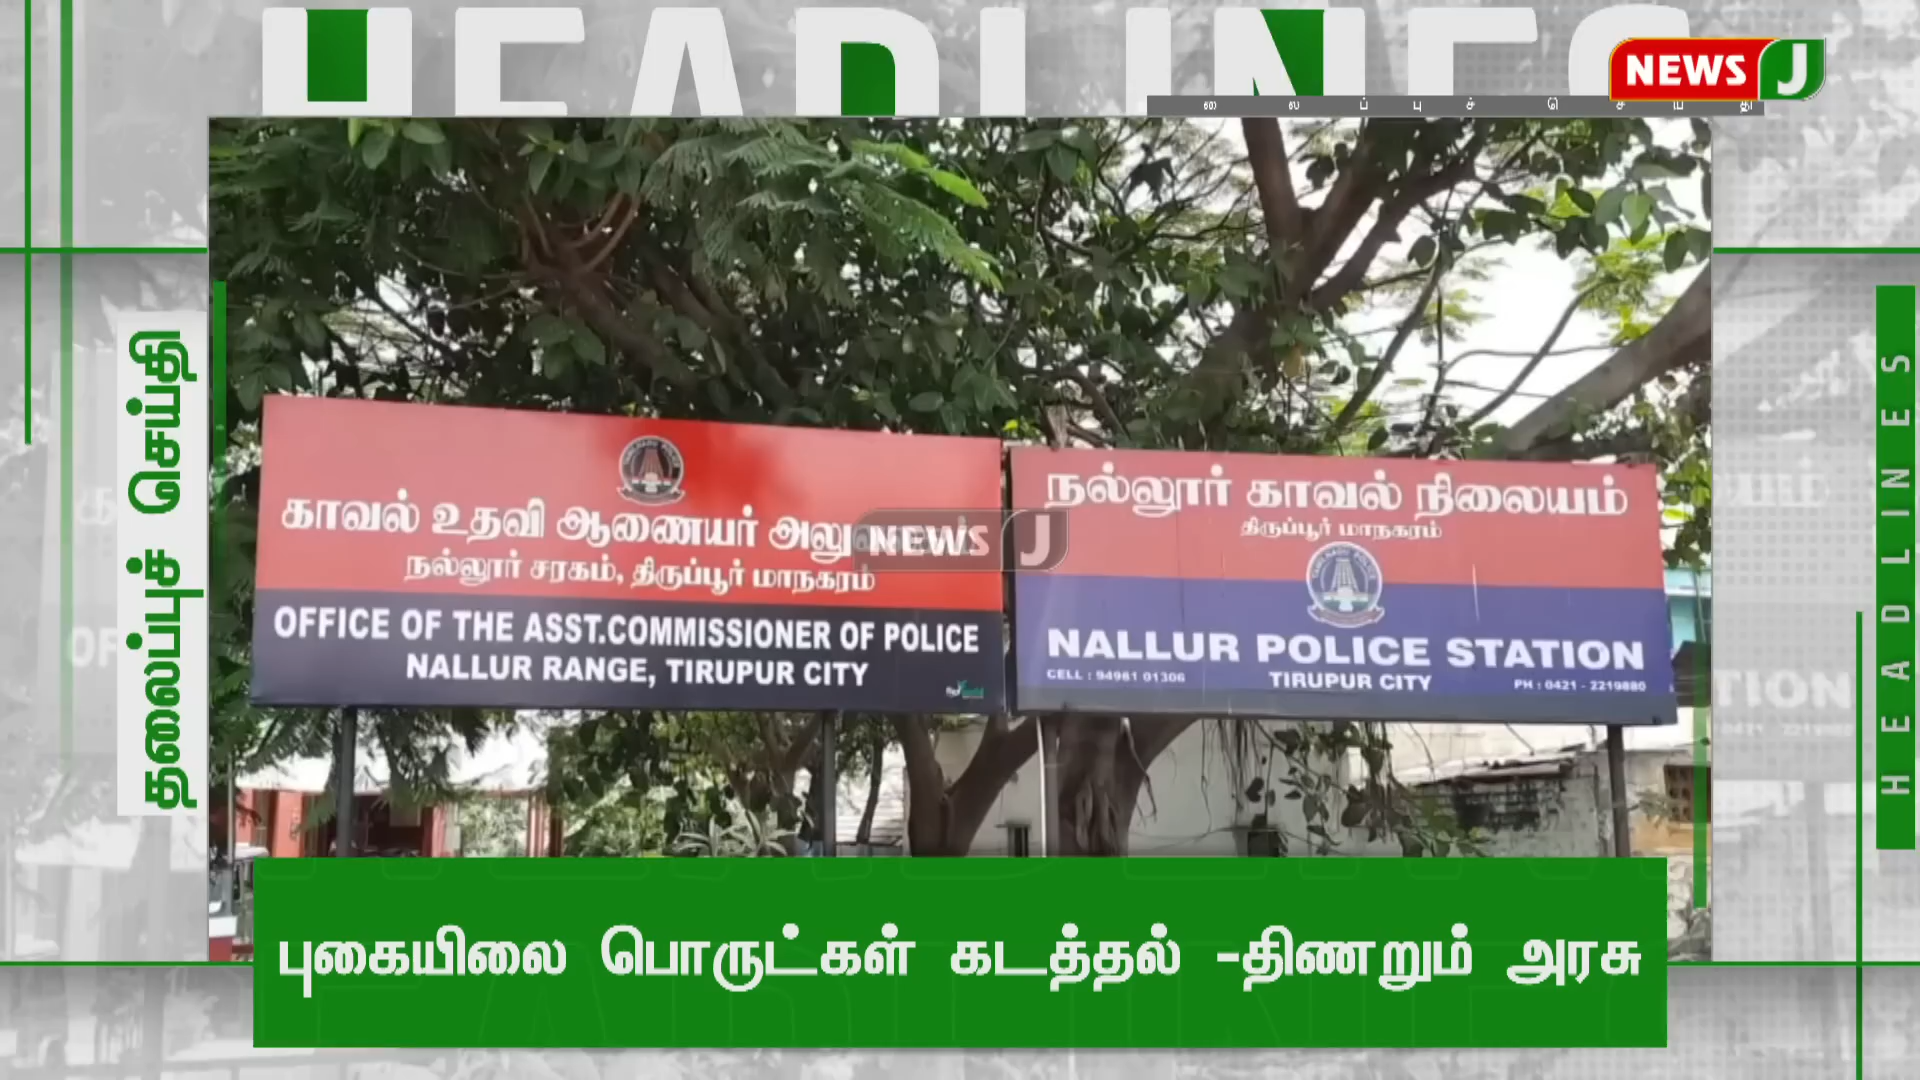 HEADLINES
NEWS J
தலைப்புச் செய்தி
HEADLINES
காவல் உதவி ஆணையர்
நல்லூர் சரகம், திருப்பூர் மாநகரம்
OFFICE OF THE ASST.COMMISSIONER OF POLICE
NALLUR RANGE, TIRUPUR CITY
NEWS J
நல்லூர் காவல் நிலையம்
திருப்பூர் மாநகரம்
NALLUR POLICE STATION
CELL : 94981 01306
TIRUPUR CITY
PH : 0421 - 2219880
புகையிலை பொருட்கள் கடத்தல் -திணறும் அரசு